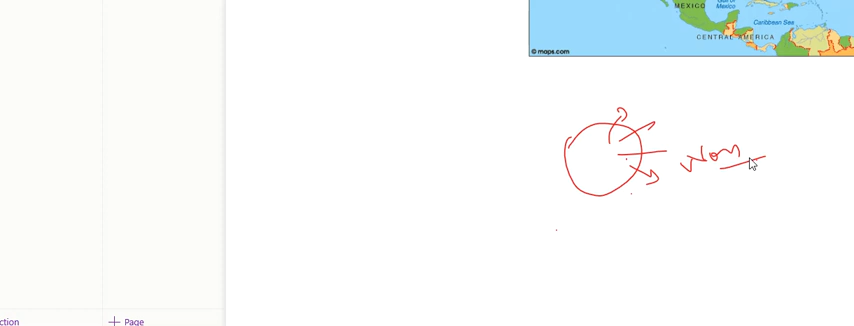 Gulf of
Mexico
MEXICO
Caribbean Sea
CENTRAL AMERICA
© maps.com
ction
+ Page